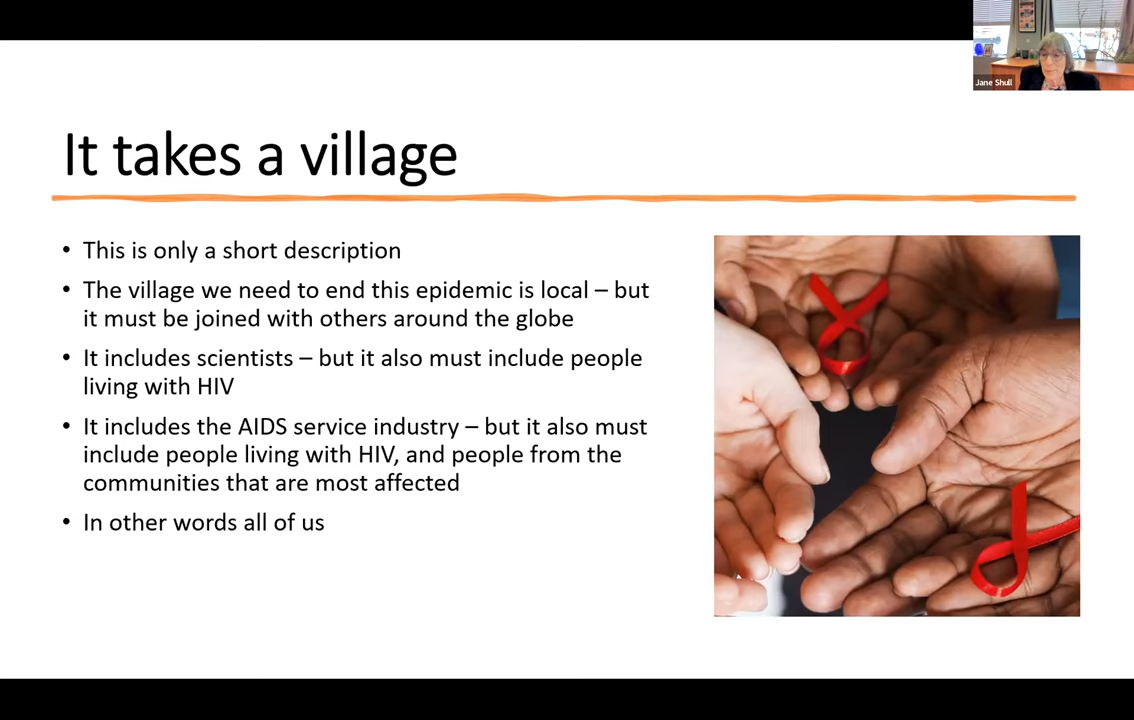 Jane Shull
It takes a village
• This is only a short description
• The village we need to end this epidemic is local – but
it must be joined with others around the globe
• It includes scientists – but it also must include people
living with HIV
• It includes the AIDS service industry – but it also must
include people living with HIV, and people from the
communities that are most affected
• In other words all of us